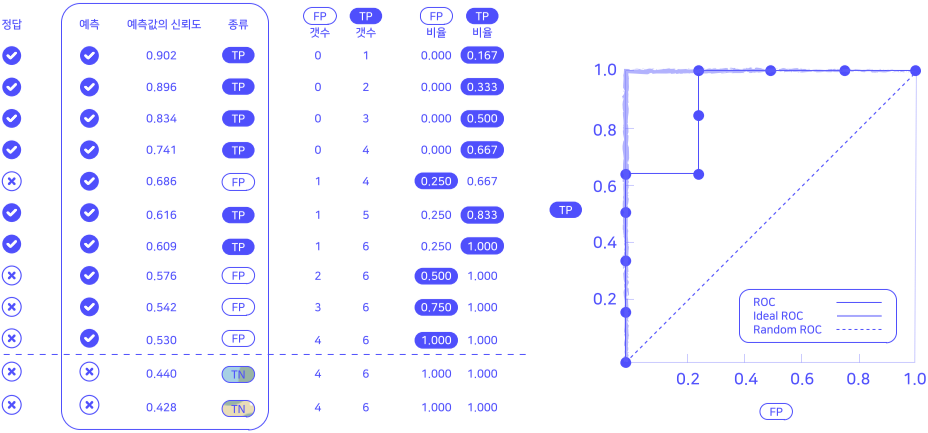 정답 예측 예측값의 신뢰도 종류 FP 갯수 TP 갯수 FP 비율 TP 비율
0.902 TP 0 1 0.000 0.167
0.896 TP 0 2 0.000 0.333
0.834 TP 0 3 0.000 0.500
0.741 TP 0 4 0.000 0.667
0.686 FP 1 4 0.250 0.667
0.616 TP 1 5 0.250 0.833
0.609 TP 1 6 0.250 1.000
0.576 FP 2 6 0.500 1.000
0.542 FP 3 6 0.750 1.000
0.530 FP 4 6 1.000 1.000
0.440 TN 4 6 1.000 1.000
0.428 TN 4 6 1.000 1.000
1.0
0.8
0.6
TP
0.4
0.2
ROC
Ideal ROC
Random ROC
0.2 0.4 0.6 0.8 1.0
FP